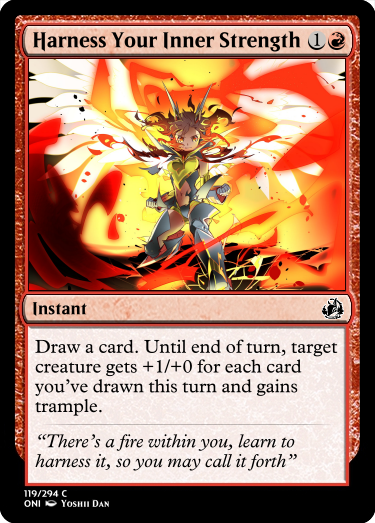 Harness Your Inner Strength 1
Instant
Draw a card. Until end of turn, target
creature gets +1/+0 for each card
you've drawn this turn and gains
trample.
“There's a fire within you, learn to
harness it, so you may call it forth”
119/294 C
ONI Yoshii Dan